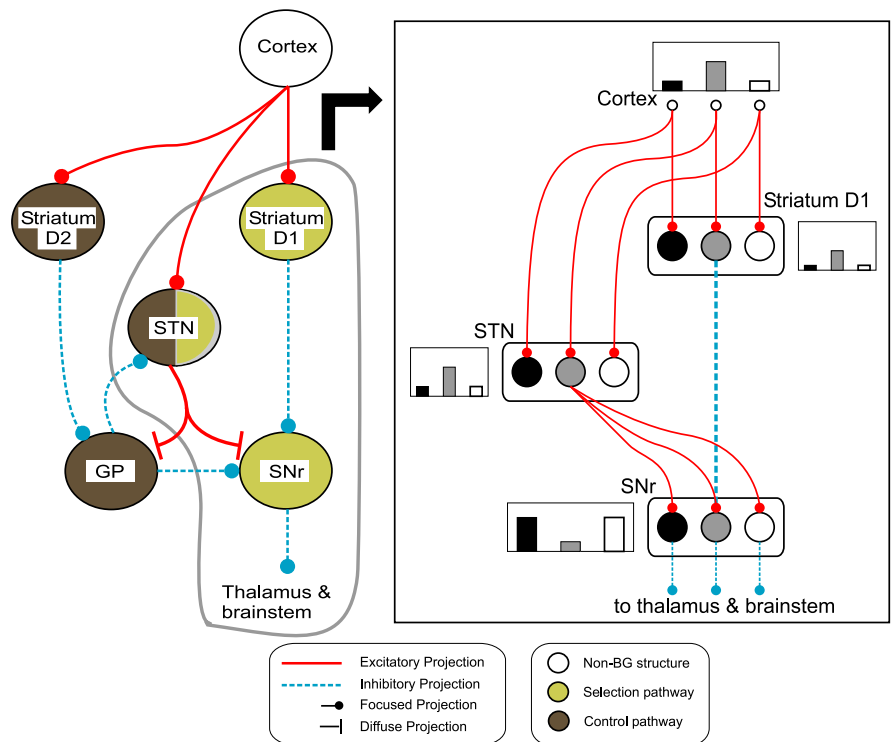 Cortex
Striatum
D2
Striatum
D1
STN
GP
SNr
Thalamus &
brainstem
Cortex
Striatum D1
STN
SNr
to thalamus & brainstem
Excitatory Projection
Inhibitory Projection
Focused Projection
Diffuse Projection
Non-BG structure
Selection pathway
Control pathway